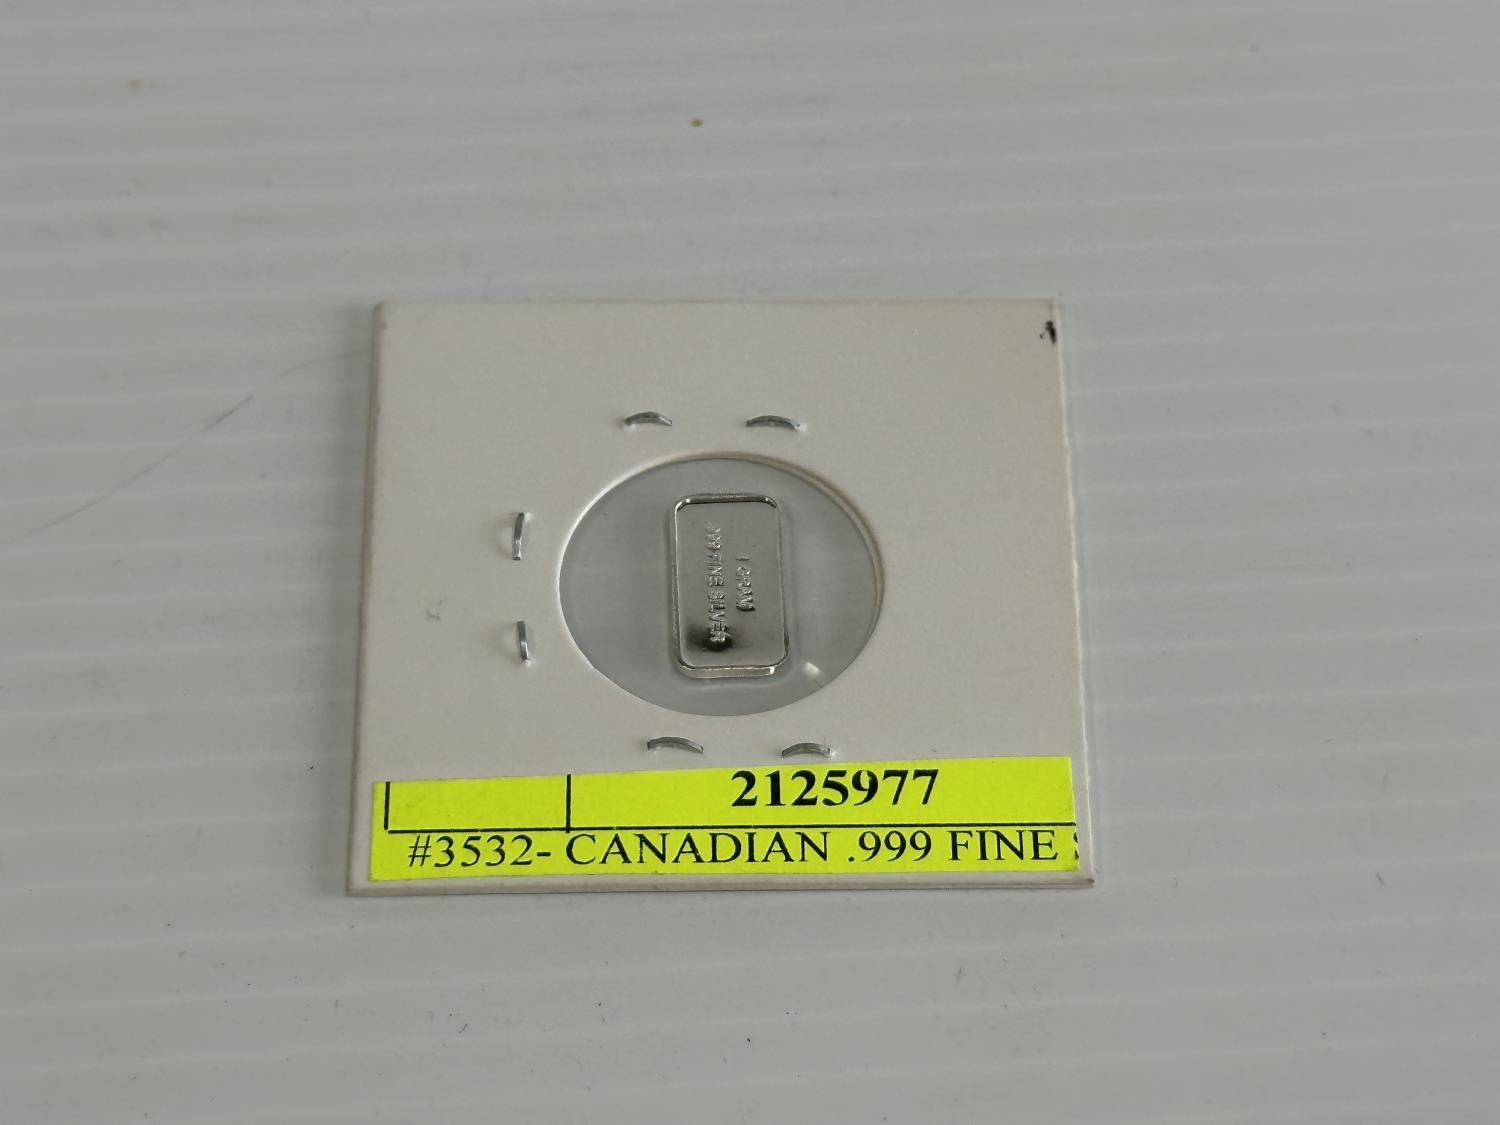 1 GRAM
.999 FINE SILVER
2125977
#3532- CANADIAN .999 FINE